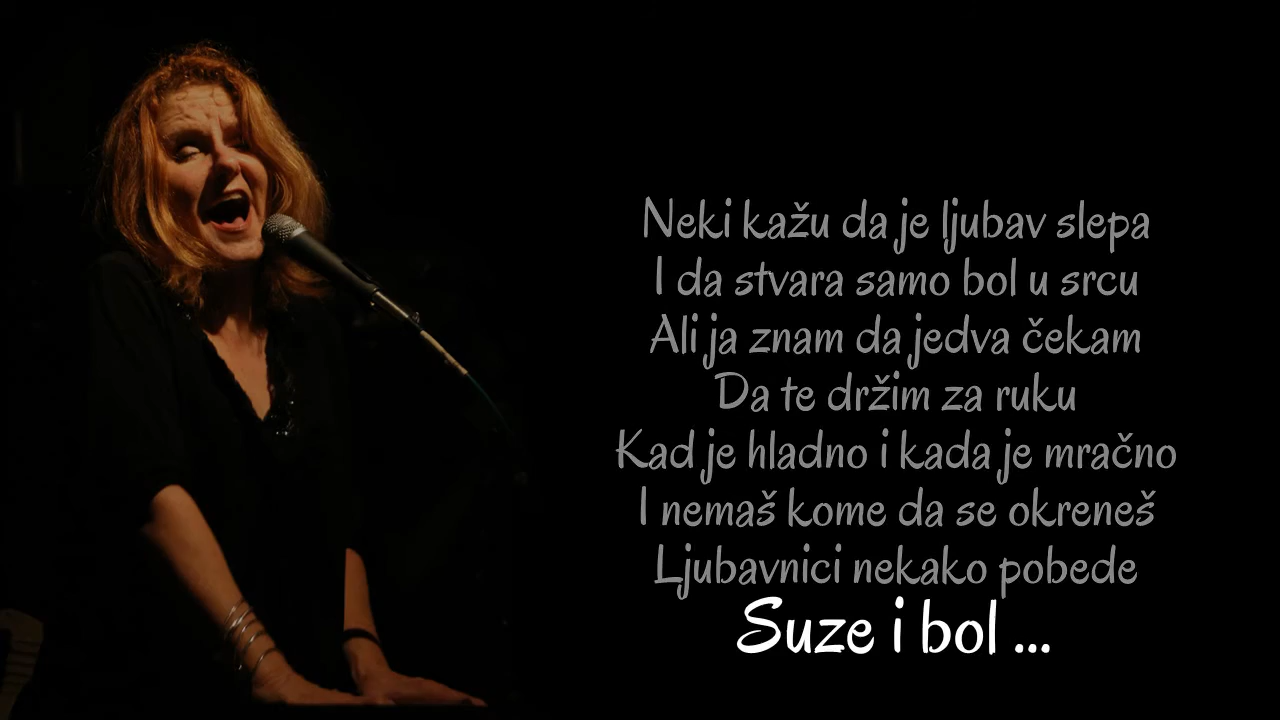 Neki kažu da je ljubav slepa
I da stvara samo bol u srcu
Ali ja znam da jedva čekam
Da te držim za ruku
Kad je hladno i kada je mračno
I nemaš kome da se okreneš
Ljubavnici nekako pobede
Suze i bol ...